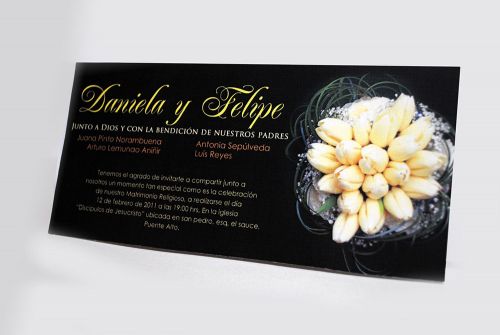 Daniela y Felipe
JUNTO A DIOS Y CON LA BENDICIÓN DE NUESTROS PADRES
Juana Pinto Norambuena Antonia Sepúlveda
Arturo Lemunao Aniñir Luis Reyes
Tenemos el agrado de invitarte a compartir junto a
nosotros un momento tan especial como es la celebración
de nuestro Matrimonio Religioso, a realizarse el día
12 de febrero de 2011 a las 19:00 hrs. En la Iglesia
"Discipulos de Jesucristo" ubicada en san pedro, esq. el sauce,
Puente Alto.